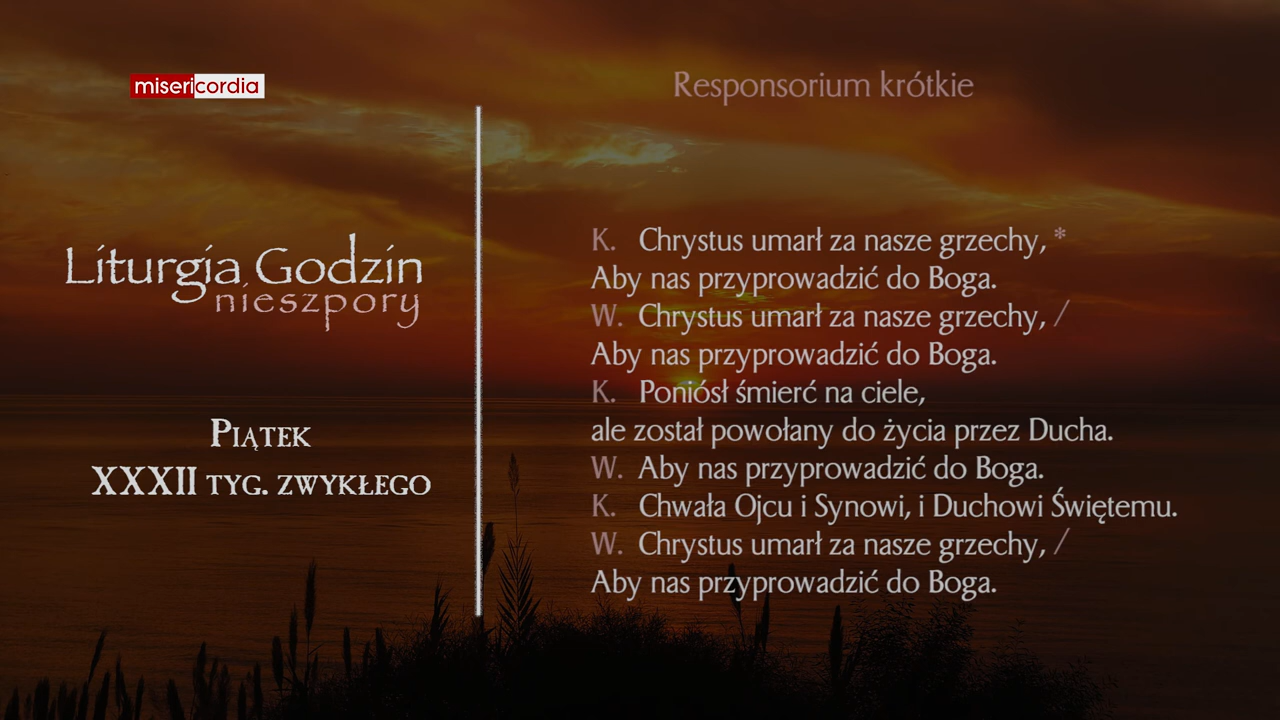 misericordia
Responsorium krótkie
Liturgia Godzin
nieszpory
Piątek
XXXII tyg. zwykłego
K. Chrystus umarł za nasze grzechy, *
Aby nas przyprowadzić do Boga.
W. Chrystus umarł za nasze grzechy, /
Aby nas przyprowadzić do Boga.
K. Poniósł śmierć na ciele,
ale został powołany do życia przez Ducha.
W. Aby nas przyprowadzić do Boga.
K. Chwała Ojcu i Synowi, i Duchowi Świętemu.
W. Chrystus umarł za nasze grzechy, /
Aby nas przyprowadzić do Boga.